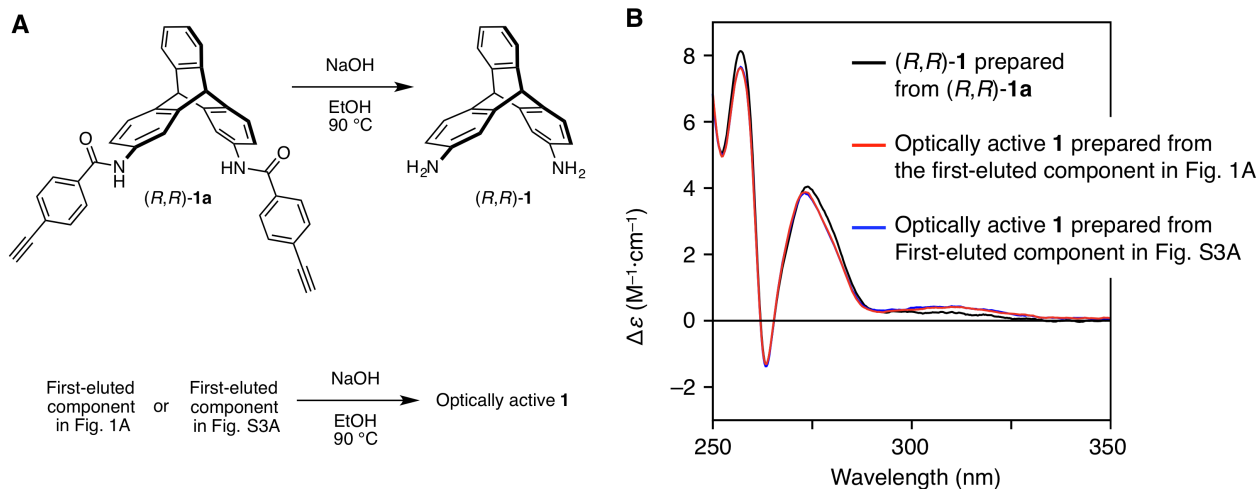 A
NaOH
EtOH
90 °C
O
N
H
HN
O
(R,R)-1a
H2N
NH2
(R,R)-1
First-eluted
component
in Fig. 1A
or
First-eluted
component
in Fig. S3A
NaOH
EtOH
90 °C
Optically active 1
B
(R,R)-1 prepared
from (R,R)-1a
Optically active 1 prepared from
the first-eluted component in Fig. 1A
Optically active 1 prepared from
First-eluted component in Fig. S3A
8
6
4
2
0
−2
Δε (M−1·cm−1)
250
300
350
Wavelength (nm)